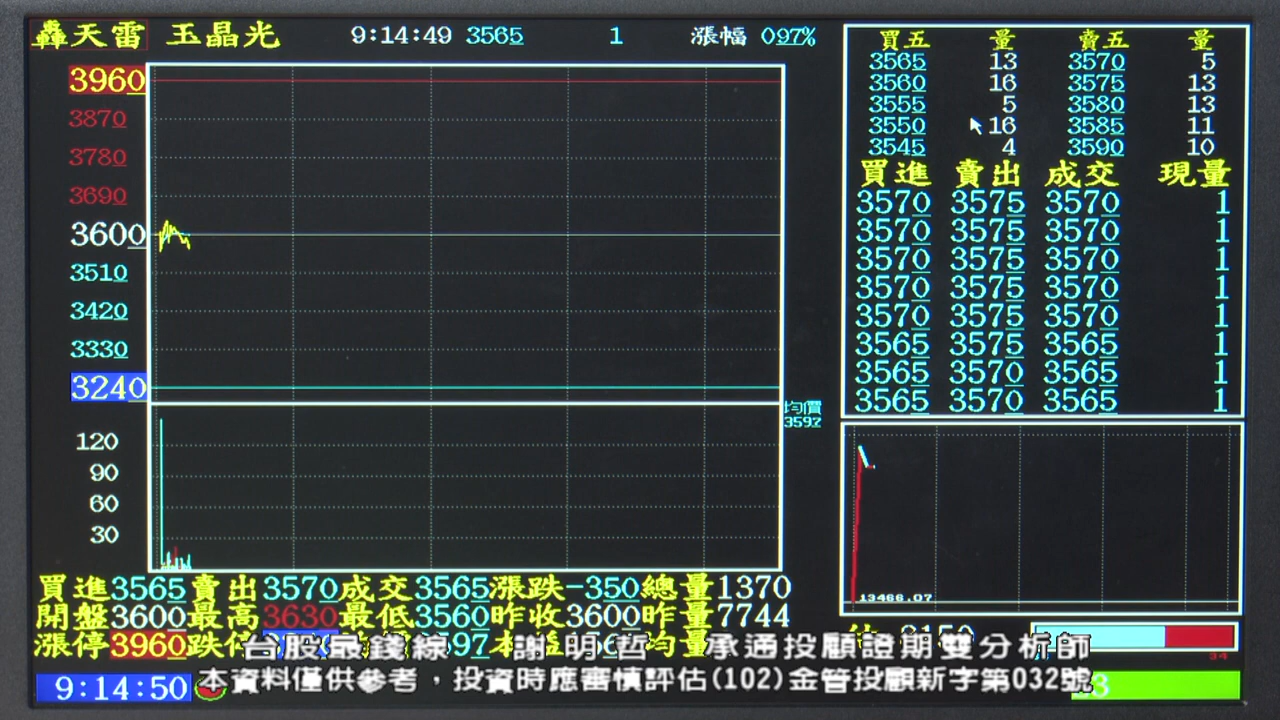 轟天雷 玉晶光 9:14:49 3565 1 漲幅 097%
3960
3870
3780
3690
3600
3510
3420
3330
3240
120
90
60
30
均價
3592
買五 量 賣五 量
3565 13 3570 5
3560 16 3575 13
3555 5 3580 13
3550 16 3585 11
3545 4 3590 10
買進 賣出 成交 現量
3570 3575 3570 1
3570 3575 3570 1
3570 3575 3570 1
3570 3575 3570 1
3570 3575 3570 1
3565 3575 3565 1
3565 3570 3565 1
3565 3570 3565 1
13466.07
買進3565賣出3570成交3565漲跌-350總量1370
開盤3600最高3630最低3560昨收3600昨量7744
漲停3960跌停
台股最錢線 謝明哲 承通投顧證期雙分析師
9:14:50
本資料僅供參考，投資時應審慎評估(102)金管投顧新字第032號